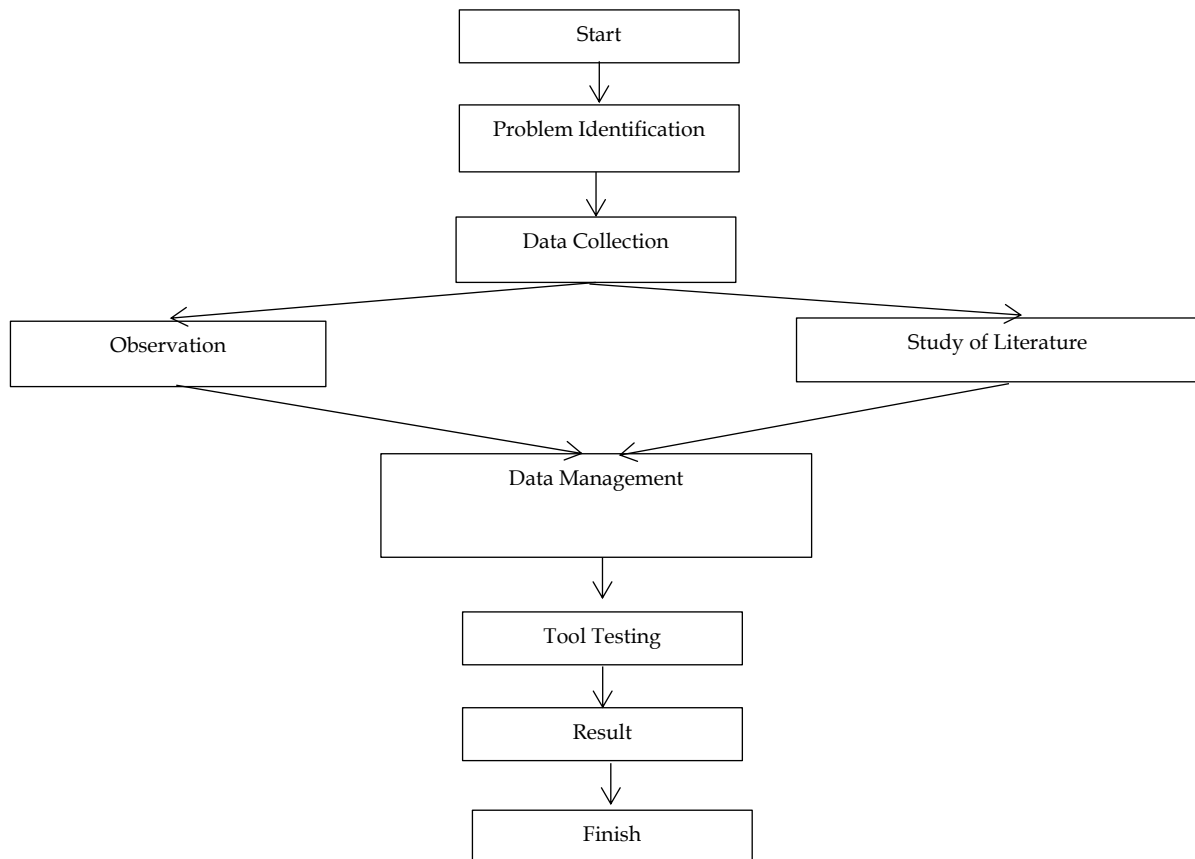 Start
Problem Identification
Data Collection
Observation
Study of Literature
Data Management
Tool Testing
Result
Finish